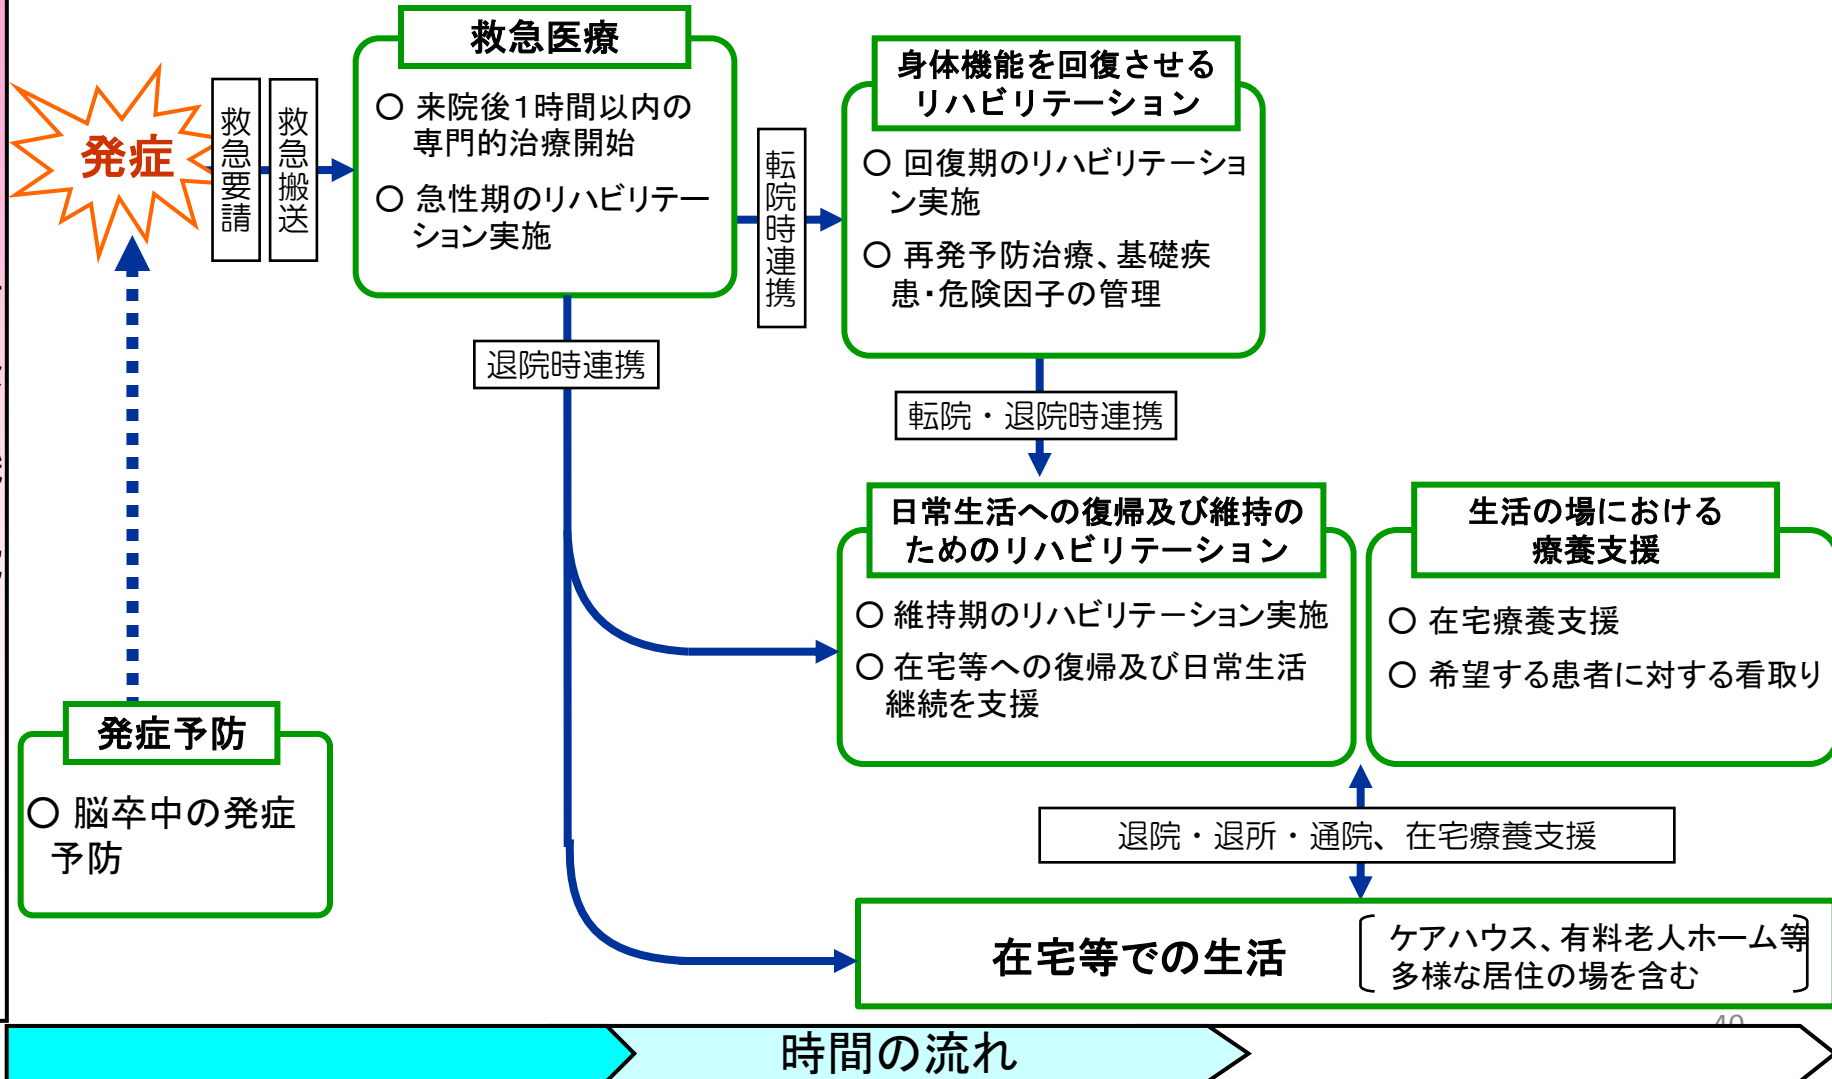 救急医療
○ 来院後1時間以内の
専門的治療開始
○ 急性期のリハビリテー
ション実施
発症
救急要請
救急搬送
転院時連携
身体機能を回復させる
リハビリテーション
○ 回復期のリハビリテーショ
ン実施
○ 再発予防治療、基礎疾
患・危険因子の管理
退院時連携
転院・退院時連携
日常生活への復帰及び維持の
ためのリハビリテーション
○ 維持期のリハビリテーション実施
○ 在宅等への復帰及び日常生活
継続を支援
生活の場における
療養支援
○ 在宅療養支援
○ 希望する患者に対する看取り
発症予防
○ 脳卒中の発症
予防
退院・退所・通院、在宅療養支援
在宅等での生活
ケアハウス、有料老人ホーム等
多様な居住の場を含む
時間の流れ